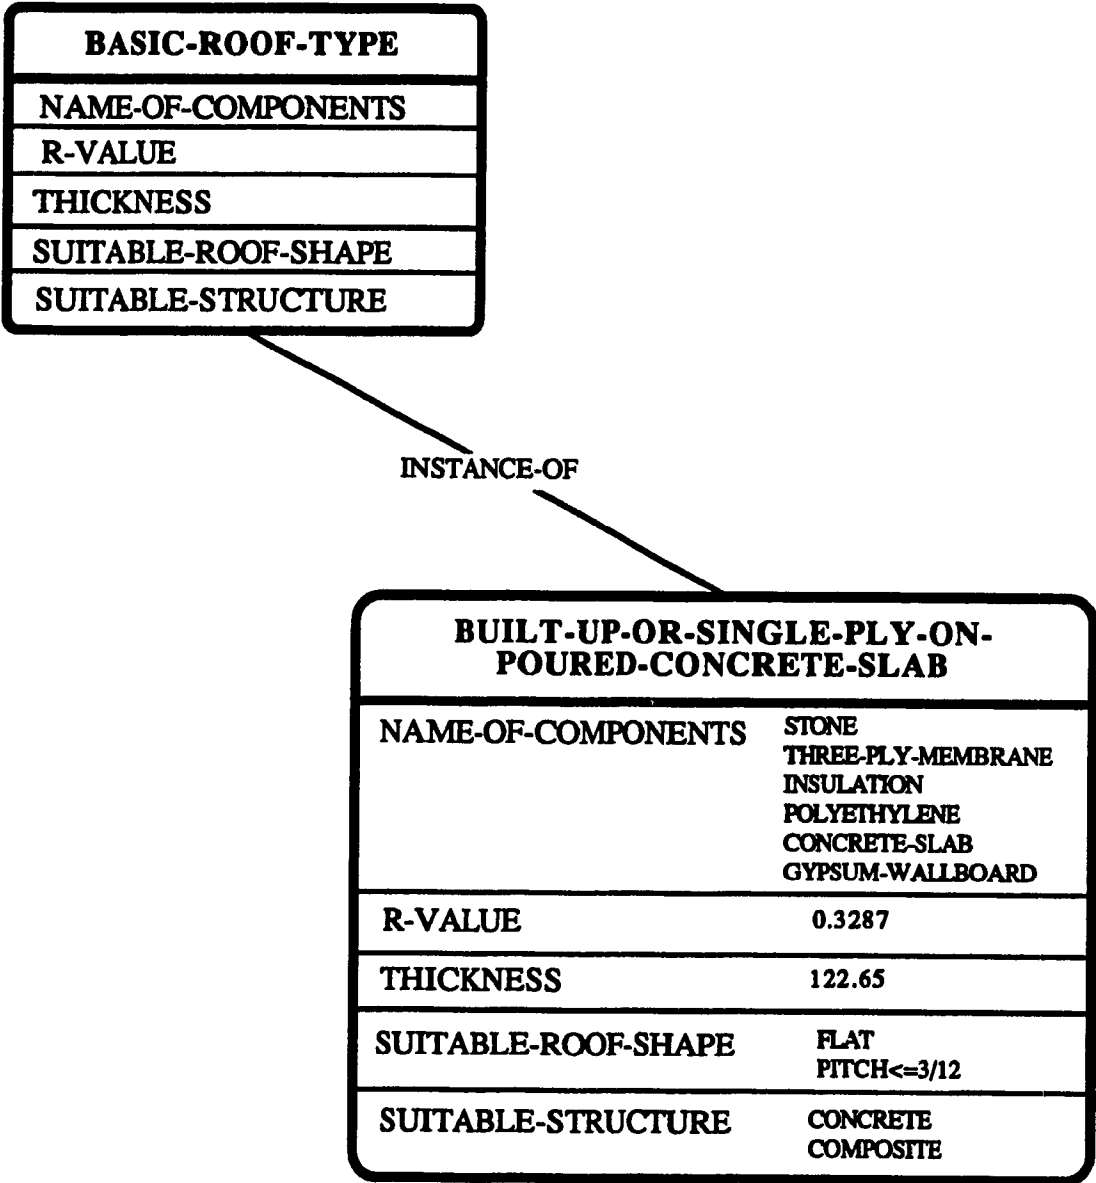 BASIC-ROOF-TYPE
NAME-OF-COMPONENTS
R-VALUE
THICKNESS
SUITABLE-ROOF-SHAPE
SUITABLE-STRUCTURE
INSTANCE-OF
BUILT-UP-OR-SINGLE-PLY-ON-
POURED-CONCRETE-SLAB
NAME-OF-COMPONENTS STONE
THREE-PLY-MEMBRANE
INSULATION
POLYETHYLENE
CONCRETE-SLAB
GYPSUM-WALLBOARD
R-VALUE 0.3287
THICKNESS 122.65
SUITABLE-ROOF-SHAPE FLAT
PITCH<=3/12
SUITABLE-STRUCTURE CONCRETE
COMPOSITE